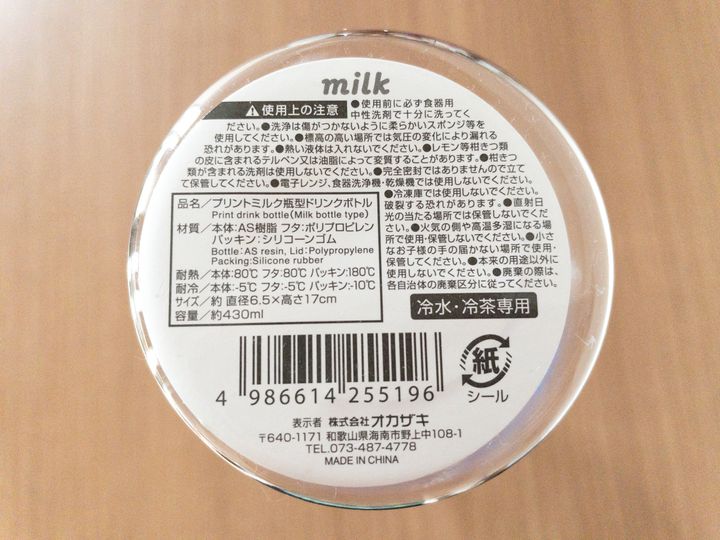 milk
⚠使用上の注意
●使用前に必ず食器用
中性洗剤で十分に洗ってく
ださい。●洗浄は傷がつかないように柔らかいスポンジ等を
使用してください。●標高の高い場所では気圧の変化により漏れる
恐れがあります。●熱い液体は入れないでください。●レモン等柑きつ類
の皮に含まれるテルペン又は油脂によって変質することがあります。●柑きつ
類が含まれる洗剤は使用しないでください。●完全密封ではありませんので立て
て保管してください。●電子レンジ、食器洗浄機・乾燥機では使用しないでください。
●冷凍庫では使用しないでください。
破裂する恐れがあります。●直射日
光の当たる場所では保管しないでくだ
さい。●火気の側や高温多湿になる場
所で使用・保管しないでください。●小さ
なお子様の手の届かない場所で使用・
保管してください。●本来の用途以外に
使用しないでください。●廃棄の際は、
各自治体の廃棄区分に従ってください。
品名／プリントミルク瓶型ドリンクボトル
Print drink bottle(Milk bottle type)
材質／本体:AS樹脂 フタ:ポリプロピレン
パッキン:シリコーンゴム
Bottle:AS resin, Lid:Polypropylene
Packing:Silicone rubber
耐熱／本体:80℃ フタ:80℃ パッキン:180℃
耐冷／本体:-5℃ フタ:-5℃ パッキン:-10℃
サイズ／約 直径6.5×高さ17cm
容量／約430ml
冷水・冷茶専用
4 986614 255196
紙
シール
表示者 株式会社オカザキ
〒640-1171 和歌山県海南市野上中108-1
TEL.073-487-4778
MADE IN CHINA